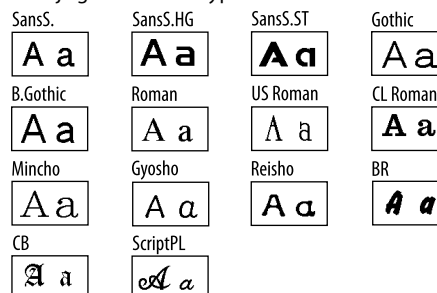 SansS. SansS.HG SansS.ST Gothic
A a A a A a A a
B.Gothic Roman US Roman CL Roman
A a A a A a A a
Mincho Gyosho Reisho BR
A a A a A a A a
CB ScriptPL
A a A a